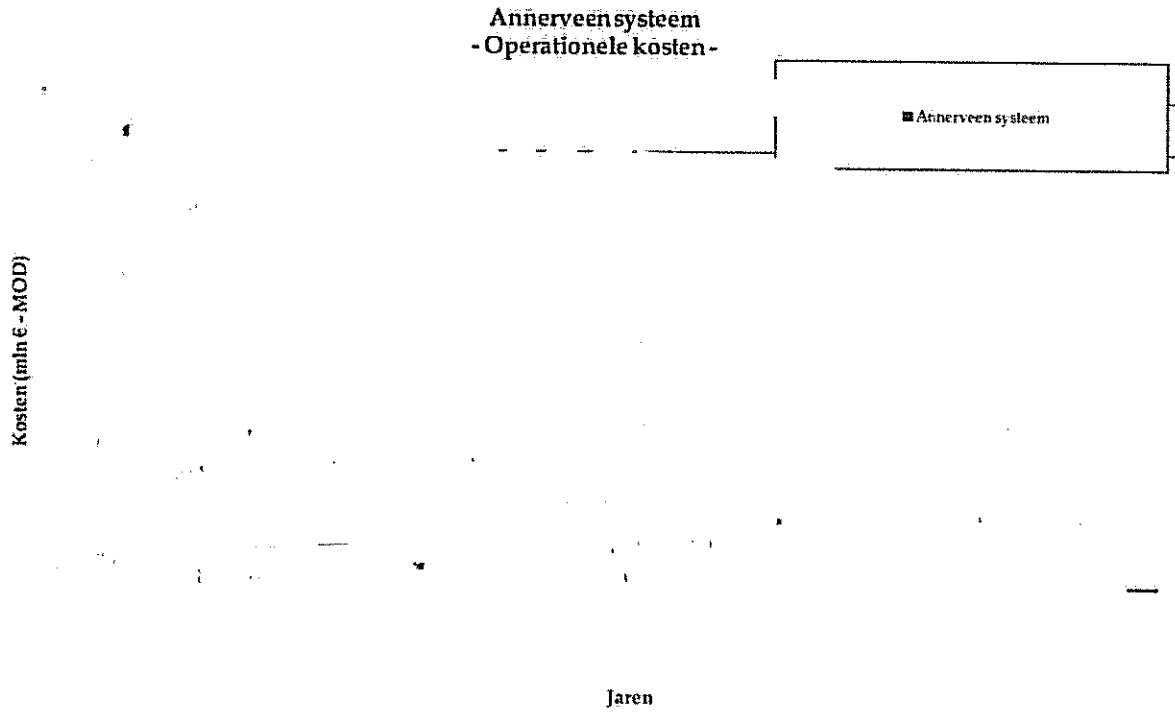 Annerveen systeem
- Operationele kosten -
Annerveen systeem
Kosten (mln € - MOD)
Jaren